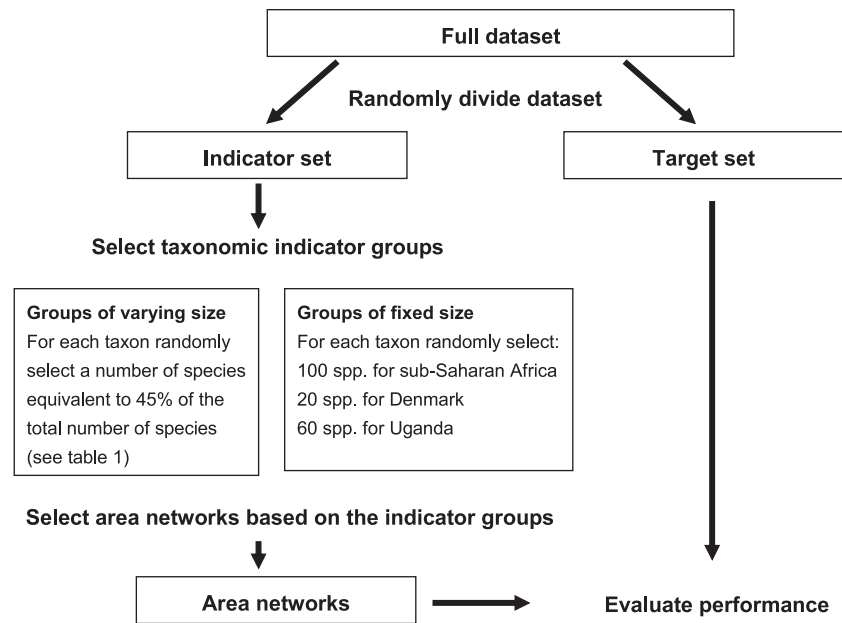 Full dataset
Randomly divide dataset
Indicator set
Target set
Select taxonomic indicator groups
Groups of varying size
For each taxon randomly
select a number of species
equivalent to 45% of the
total number of species
(see table 1)
Groups of fixed size
For each taxon randomly select:
100 spp. for sub-Saharan Africa
20 spp. for Denmark
60 spp. for Uganda
Select area networks based on the indicator groups
Area networks
Evaluate performance